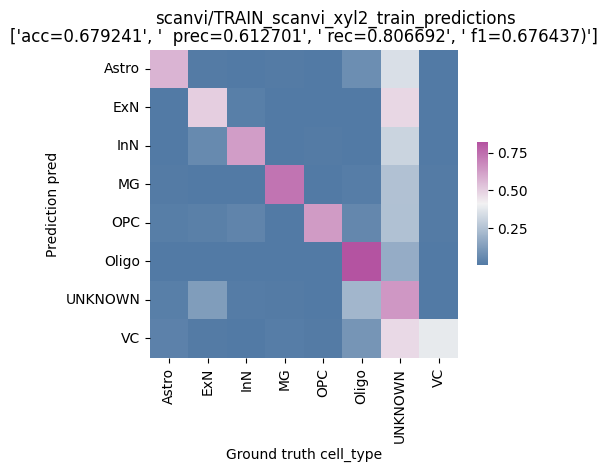 scanvi/TRAIN_scanvi_xyl2_train_predictions
['acc=0.679241', '  prec=0.612701', ' rec=0.806692', ' f1=0.676437)']
Prediction pred
Astro
ExN
InN
MG
OPC
Oligo
UNKNOWN
VC
0.75
0.50
0.25
Astro
ExN
InN
MG
OPC
Oligo
UNKNOWN
VC
Ground truth cell_type